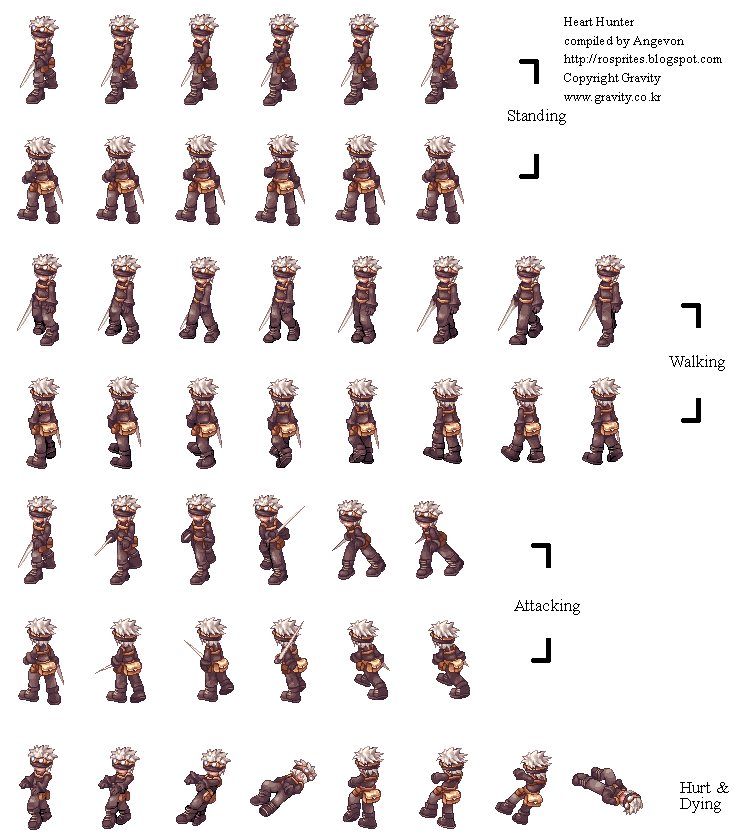 Heart Hunter
compiled by Angevon
http://rosprites.blogspot.com
Copyright Gravity
www.gravity.co.kr
Standing
Walking
Attacking
Hurt &
Dying